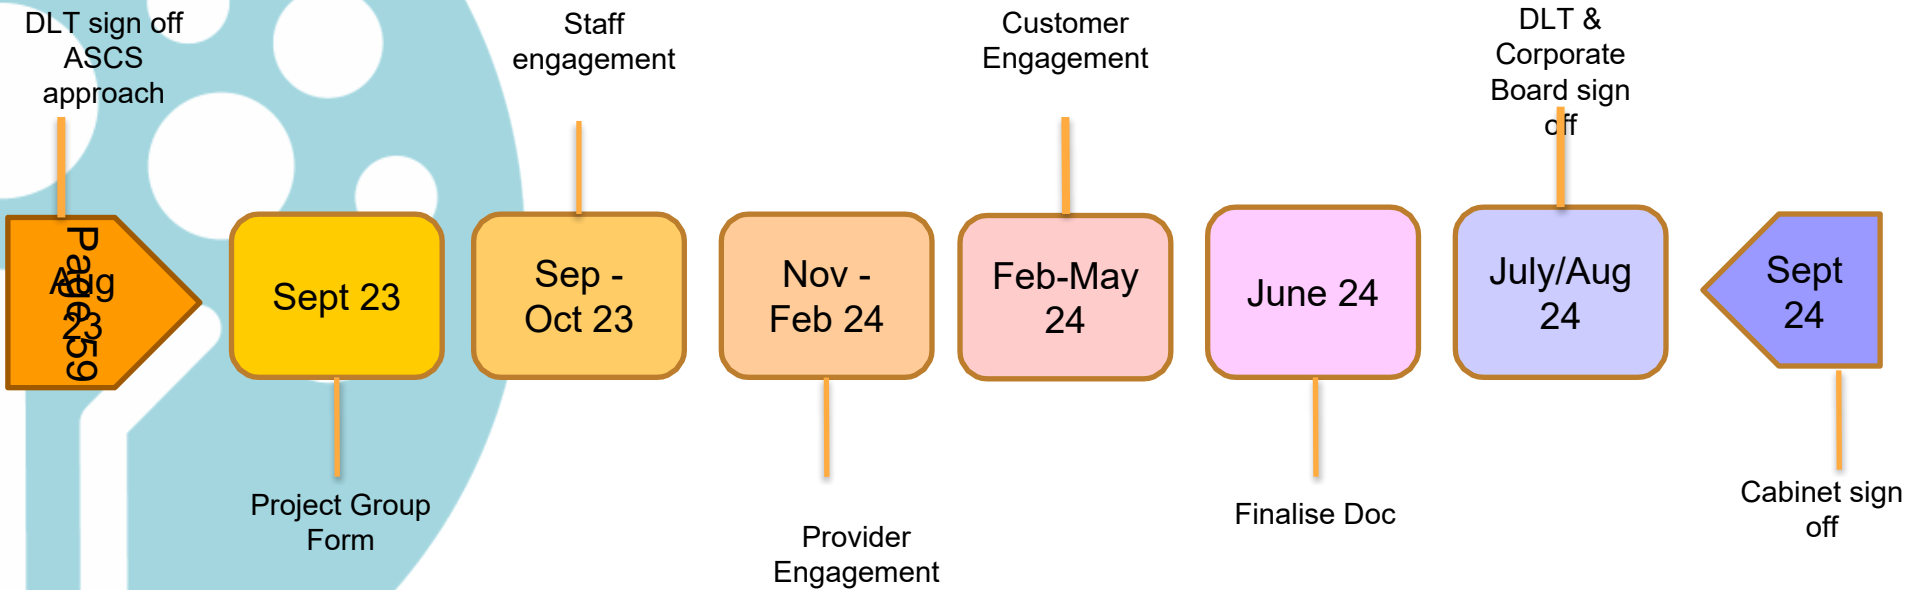 DLT sign off
ASCS
approach
Staff
engagement
Customer
Engagement
DLT &
Corporate
Board sign
off
Page 59
Aug
23
Sept 23
Sep -
Oct 23
Nov -
Feb 24
Feb-May
24
June 24
July/Aug
24
Sept
24
Project Group
Form
Provider
Engagement
Finalise Doc
Cabinet sign
off